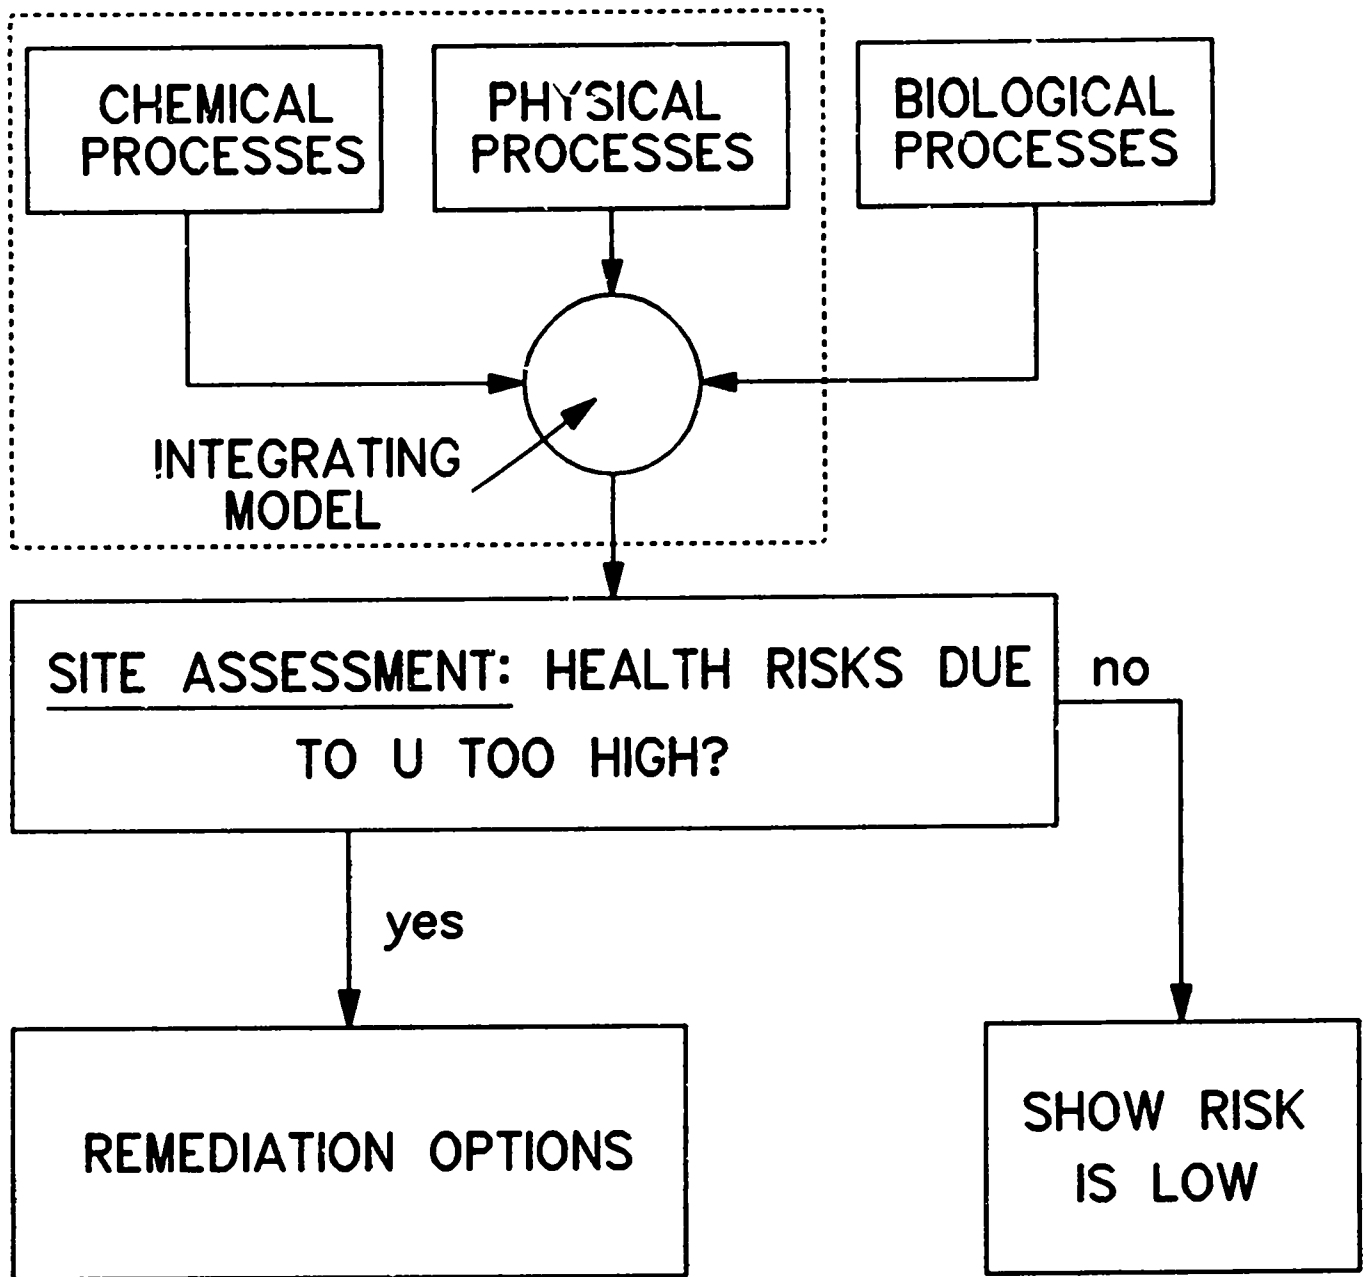 CHEMICAL
PROCESSES
PHYSICAL
PROCESSES
BIOLOGICAL
PROCESSES
INTEGRATING
MODEL
SITE ASSESSMENT: HEALTH RISKS DUE
TO U TOO HIGH?
no
yes
REMEDIATION OPTIONS
SHOW RISK
IS LOW